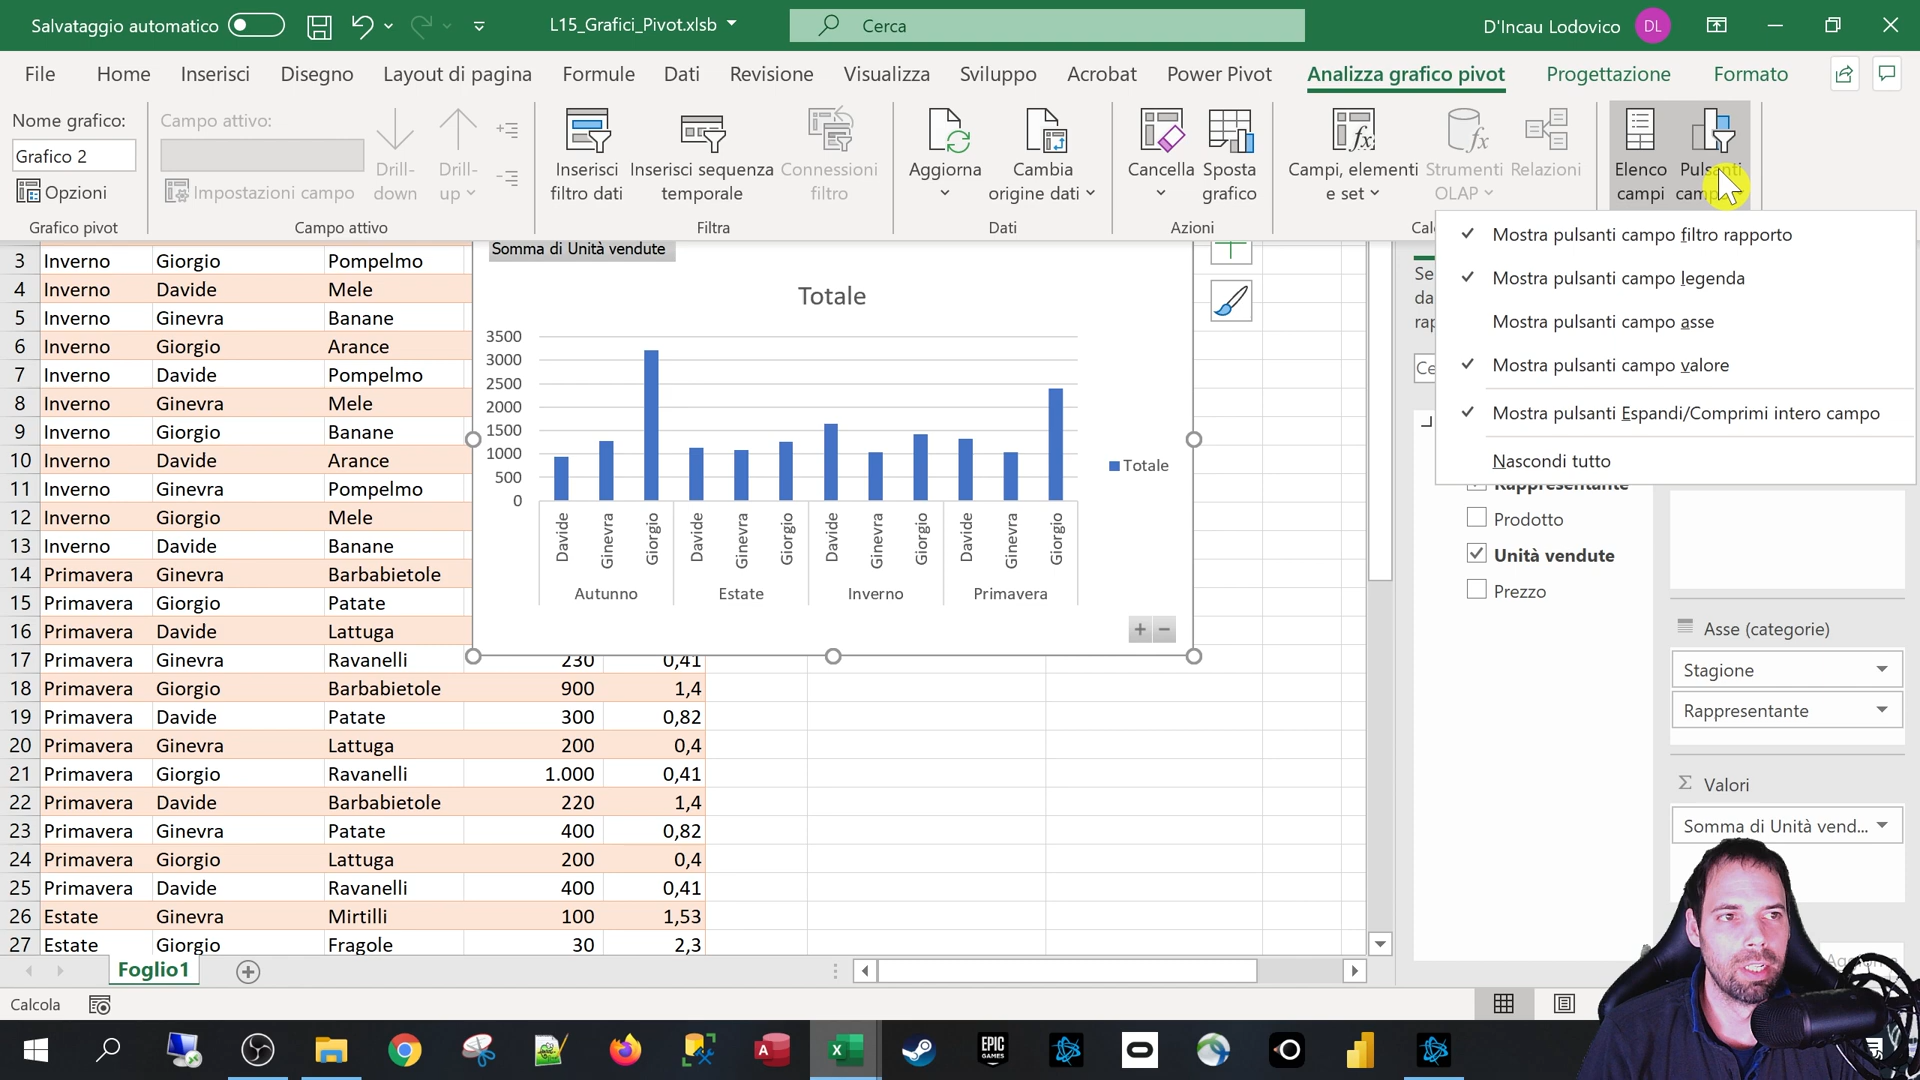 Salvataggio automatico
L15_Grafici_Pivot.xlsb
Cerca
D'Incau Lodovico
DL
File Home Inserisci Disegno Layout di pagina Formule Dati Revisione Visualizza Sviluppo Acrobat Power Pivot Analizza grafico pivot Progettazione Formato
Nome grafico:
Grafico 2
Opzioni
Grafico pivot
Campo attivo:
Impostazioni campo
Drill-
down
Drill-
up
Campo attivo
Inserisci
filtro dati
Inserisci sequenza
temporale
Connessioni
filtro
Filtra
Aggiorna
Cambia
origine dati
Dati
Cancella
Sposta
grafico
Azioni
Campi, elementi
e set
Strumenti
OLAP
Relazioni
Elenco
campi
Mostra pulsanti campo filtro rapporto
Mostra pulsanti campo legenda
Mostra pulsanti campo asse
Mostra pulsanti campo valore
Mostra pulsanti Espandi/Comprimi intero campo
Nascondi tutto
3 Inverno Giorgio Pompelmo
4 Inverno Davide Mele
5 Inverno Ginevra Banane
6 Inverno Giorgio Arance
7 Inverno Davide Pompelmo
8 Inverno Ginevra Mele
9 Inverno Giorgio Banane
10 Inverno Davide Arance
11 Inverno Ginevra Pompelmo
12 Inverno Giorgio Mele
13 Inverno Davide Banane
14 Primavera Ginevra Barbabietole
15 Primavera Giorgio Patate
16 Primavera Davide Lattuga
17 Primavera Ginevra Ravanelli 230 0,41
18 Primavera Giorgio Barbabietole 900 1,4
19 Primavera Davide Patate 300 0,82
20 Primavera Ginevra Lattuga 200 0,4
21 Primavera Giorgio Ravanelli 1.000 0,41
22 Primavera Davide Barbabietole 220 1,4
23 Primavera Ginevra Patate 400 0,82
24 Primavera Giorgio Lattuga 200 0,4
25 Primavera Davide Ravanelli 400 0,41
26 Estate Ginevra Mirtilli 100 1,53
27 Estate Giorgio Fragole 30 2,3
Somma di Unità vendute
Totale
3500
3000
2500
2000
1500
1000
500
0
Davide Ginevra Giorgio Davide Ginevra Giorgio Davide Ginevra Giorgio Davide Ginevra Giorgio
Autunno Estate Inverno Primavera
Totale
Rappresentante
Prodotto
Unità vendute
Prezzo
Asse (categorie)
Stagione
Rappresentante
Σ Valori
Somma di Unità vend...
Foglio1
Calcola
EPIC
GAMES